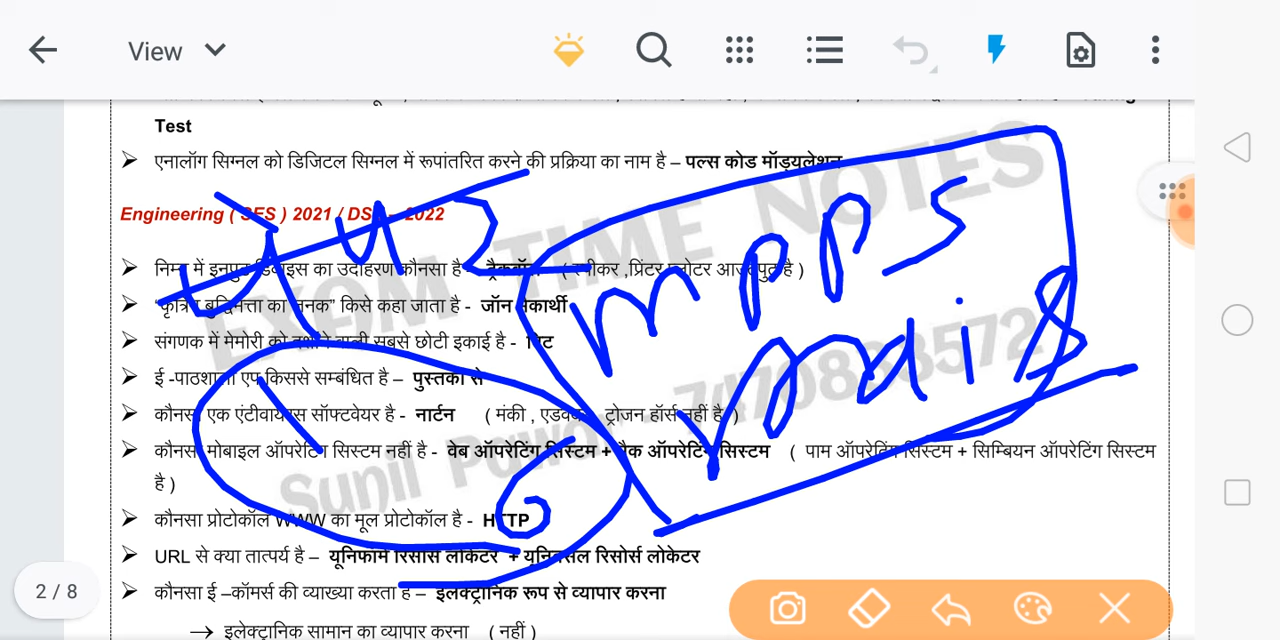 View
Test
एनालॉग सिग्नल को डिजिटल सिग्नल में रूपांतरित करने की प्रक्रिया का नाम है – पल्स कोड मॉड्युलेशन
Engineering ( SES ) 2021 / DSP – 2022
निम्न में इनपुट डिवाइस का उदाहरण कौनसा है - ट्रैकबॉल ( स्पीकर ,प्रिंटर प्लोटर आउटपुट है )
"कृत्रिम बुद्धिमत्ता का जनक" किसे कहा जाता है - जॉन मेकार्थी
संगणक में मेमोरी को दर्शाने वाली सबसे छोटी इकाई है - बिट
ई -पाठशाला एप किससे सम्बंधित है – पुस्तकों से
कौनसा एक एंटीवायरस सॉफ्टवेयर है - नार्टन ( मंकी , एडवेयर , ट्रोजन हॉर्स नहीं है )
कौनसा मोबाइल ऑपरेटिंग सिस्टम नहीं है - वेब ऑपरेटिंग सिस्टम + ऑपरेटिंग सिस्टम ( पाम ऑपरेटिंग सिस्टम + सिम्बियन ऑपरेटिंग सिस्टम
है )
कौनसा प्रोटोकॉल WWW का मूल प्रोटोकॉल है - HTTP
URL से क्या तात्पर्य है – यूनिफार्म रिसोर्स लोकेटर + यूनिवर्सल रिसोर्स लोकेटर
कौनसा ई –कॉमर्स की व्याख्या करता है – इलेक्ट्रानिक रूप से व्यापार करना
→ इलेक्ट्रानिक सामान का व्यापार करना ( नहीं )
EXAM TIME NOTES
Sunil Pawar - 7470838572
mpps
2 / 8